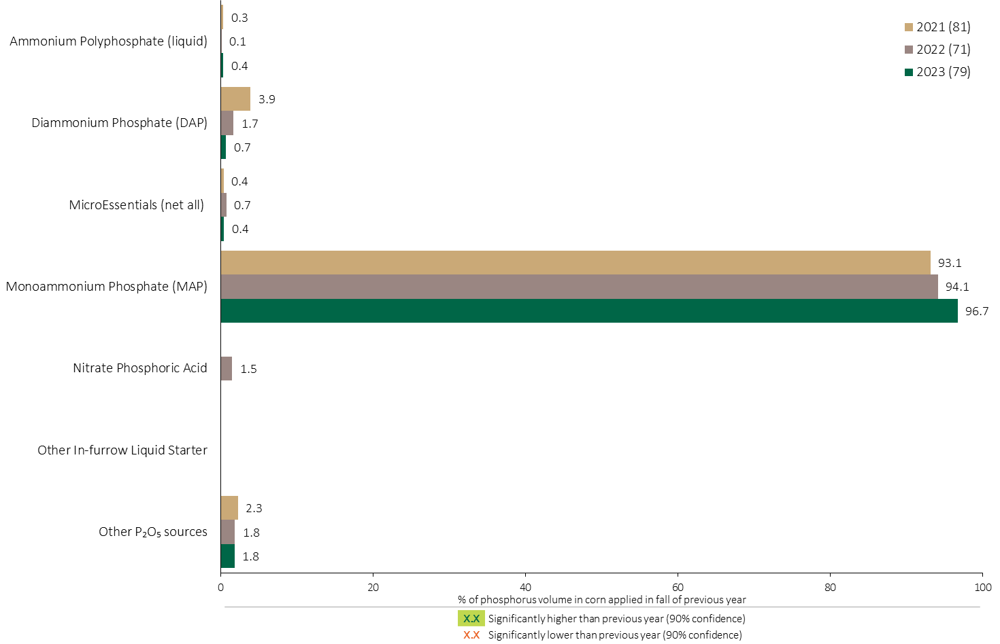 2021 (81)
2022 (71)
2023 (79)
Ammonium Polyphosphate (liquid)
0.3
0.1
0.4
Diammonium Phosphate (DAP)
3.9
1.7
0.7
MicroEssentials (net all)
0.4
0.7
0.4
Monoammonium Phosphate (MAP)
93.1
94.1
96.7
Nitrate Phosphoric Acid
1.5
Other In-furrow Liquid Starter
Other P₂O₅ sources
2.3
1.8
1.8
0 20 40 60 80 100
% of phosphorus volume in corn applied in fall of previous year
X.X Significantly higher than previous year (90% confidence)
X.X Significantly lower than previous year (90% confidence)